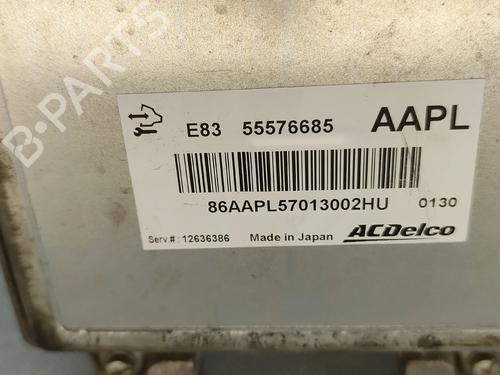 B-PARTS
E83 55576685 AAPL
86AAPL57013002HU 0130
Serv.#: 12636386 Made in Japan ACDelco